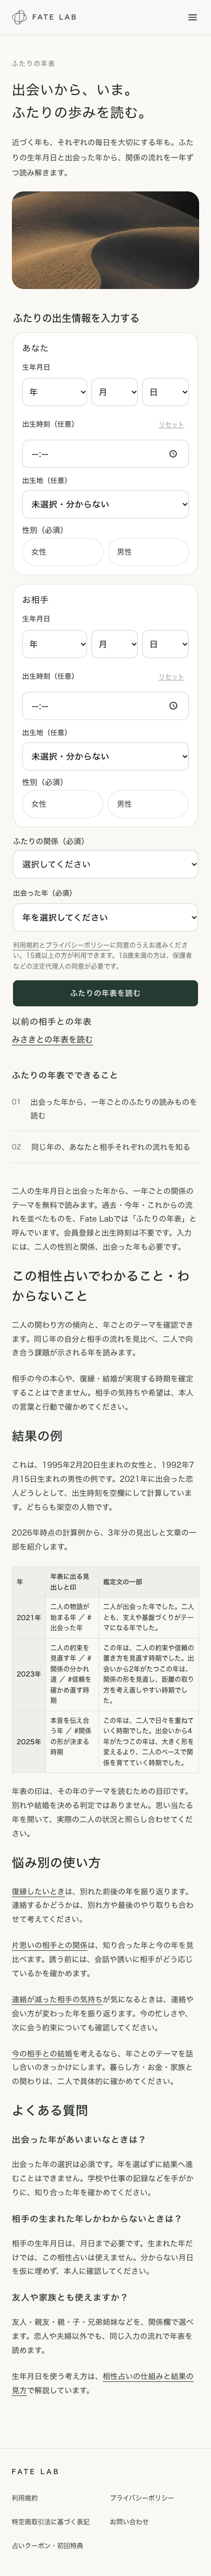 FATE LAB
ふたりの年表
出会いから、いま。
ふたりの歩みを読む。
近づく年も、それぞれの毎日を大切にする年も。ふた
りの生年月日と出会った年から、関係の流れを一年ず
つ読み解きます。
ふたりの出生情報を入力する
あなた
生年月日
年 月 日
出生時刻（任意） リセット
--:--
出生地（任意）
未選択・分からない
性別（必須）
女性 男性
お相手
生年月日
年 月 日
出生時刻（任意） リセット
--:--
出生地（任意）
未選択・分からない
性別（必須）
女性 男性
ふたりの関係（必須）
選択してください
出会った年（必須）
年を選択してください
利用規約とプライバシーポリシーに同意のうえお進みくださ
い。15歳以上の方が利用できます。18歳未満の方は、保護者
などの法定代理人の同意が必要です。
ふたりの年表を読む
以前の相手との年表
みさきとの年表を読む
ふたりの年表でできること
01 出会った年から、一年ごとのふたりの読みものを
読む
02 同じ年の、あなたと相手それぞれの流れを知る
二人の生年月日と出会った年から、一年ごとの関係の
テーマを無料で読めます。過去・今年・これからの流
れを並べたものを、Fate Labでは「ふたりの年表」と
呼んでいます。会員登録と出生時刻は不要です。入力
には、二人の性別と関係、出会った年も必要です。
この相性占いでわかること・わ
からないこと
二人の関わり方の傾向と、年ごとのテーマを確認でき
ます。同じ年の自分と相手の流れを見比べ、二人で向
き合う課題が示される年を読みます。
相手の今の本心や、復縁・結婚が実現する時期を確定
することはできません。相手の気持ちや希望は、本人
の言葉と行動で確かめてください。
結果の例
これは、1995年2月20日生まれの女性と、1992年7
月15日生まれの男性の例です。2021年に出会った恋
人どうしとして、出生時刻を空欄にして計算していま
す。どちらも架空の人物です。
2026年時点の計算例から、3年分の見出しと文章の一
部を紹介します。
年 年表に出る見出しと印 鑑定文の一部
2021年 二人の物語が始まる年 ／ #出会った年 二人が出会った年でした。二人とも、支えや基盤づくりがテーマになる年でした。
2023年 二人の約束を見直す年 ／ #関係の分かれ道 ／ #信頼を確かめ直す時期 この年は、二人の約束や信頼の置き方を見直す時期でした。出会いから2年がたつこの年は、関係の形を見直し、距離の取り方を考え直しやすい時期でした。
2025年 本音を伝え合う年 ／ #関係の形が決まる時期 この年は、二人で日々を重ねていく時期でした。出会いから4年がたつこの年は、大きく形を変えるより、二人のペースで関係を育てていく時期でした。
年表の印は、その年のテーマを読むための目印です。
別れや結婚を決める判定ではありません。思い当たる
年を開いて、実際の二人の状況と照らし合わせてくだ
さい。
悩み別の使い方
復縁したいときは、別れた前後の年を振り返ります。
連絡するかどうかは、別れ方や最後のやり取りも合わ
せて考えてください。
片思いの相手との関係は、知り合った年と今の年を見
比べます。誘う前には、会話や誘いに相手がどう応じ
ているかを確かめます。
連絡が減った相手の気持ちが気になるときは、連絡や
会い方が変わった年を振り返ります。今の忙しさや、
次に会う約束についても確認してください。
今の相手との結婚を考えるなら、年ごとのテーマを話
し合いのきっかけにします。暮らし方・お金・家族と
の関わりは、二人で具体的に確かめてください。
よくある質問
出会った年があいまいなときは？
出会った年の選択は必須です。年を選ばずに結果へ進
むことはできません。学校や仕事の記録などを手がか
りに、知り合った年を確かめてください。
相手の生まれた年しかわからないときは？
相手の生年月日は、月日まで必要です。生まれた年だ
けでは、この相性占いは使えません。分からない月日
を仮に埋めず、本人に確認してください。
友人や家族とも使えますか？
友人・親友・親・子・兄弟姉妹などを、関係欄で選べ
ます。恋人や夫婦以外でも、同じ入力の流れで年表を
読めます。
生年月日を使う考え方は、相性占いの仕組みと結果の
見方で解説しています。
FATE LAB
利用規約 プライバシーポリシー
特定商取引法に基づく表記 お問い合わせ
占いクーポン・初回特典